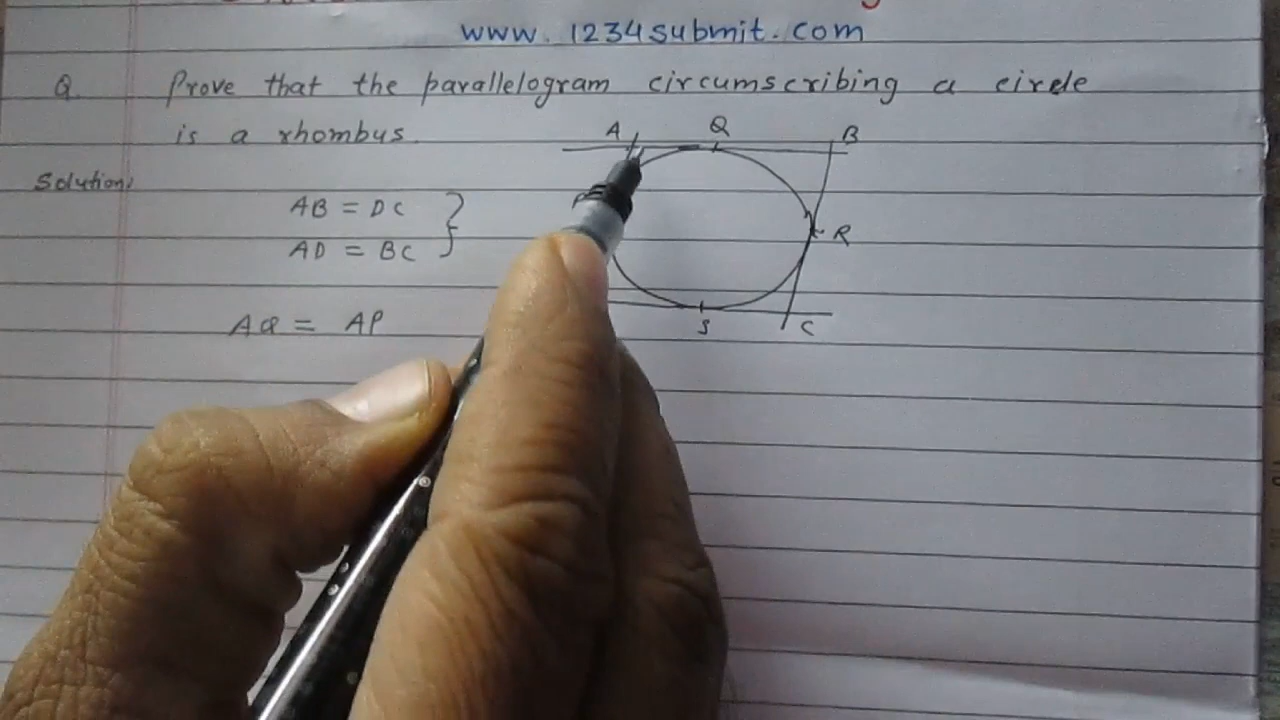 www. 1234submit. com
Q. Prove that the parallelogram circumscribing a circle
is a rhombus.
Solution,
A Q B
AB = DC
P
AD = BC
R
AQ = AP
S C